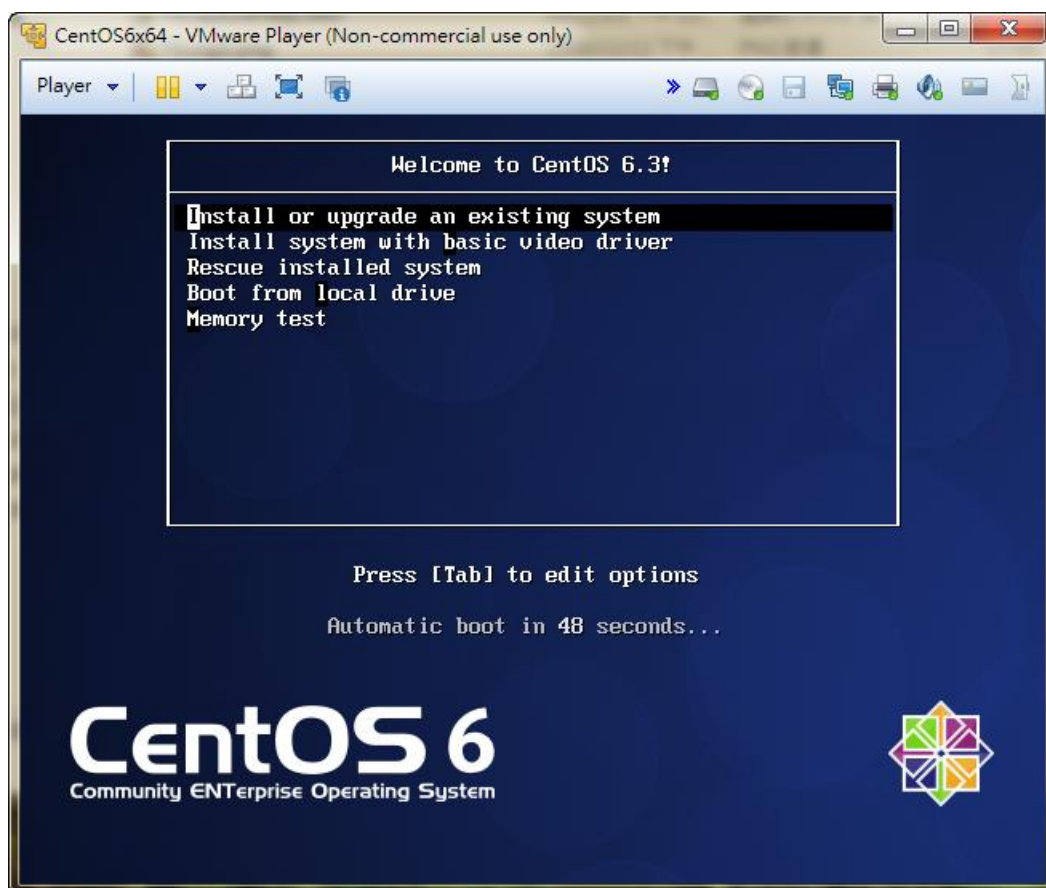 CentOS6x64 - VMware Player (Non-commercial use only)
Player
Welcome to CentOS 6.3!
Install or upgrade an existing system
Install system with basic video driver
Rescue installed system
Boot from local drive
Memory test
Press [Tab] to edit options
Automatic boot in 48 seconds...
CentOS 6
Community ENTerprise Operating System